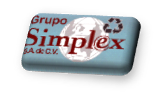 Grupo
Simplex
S.A. de C.V.